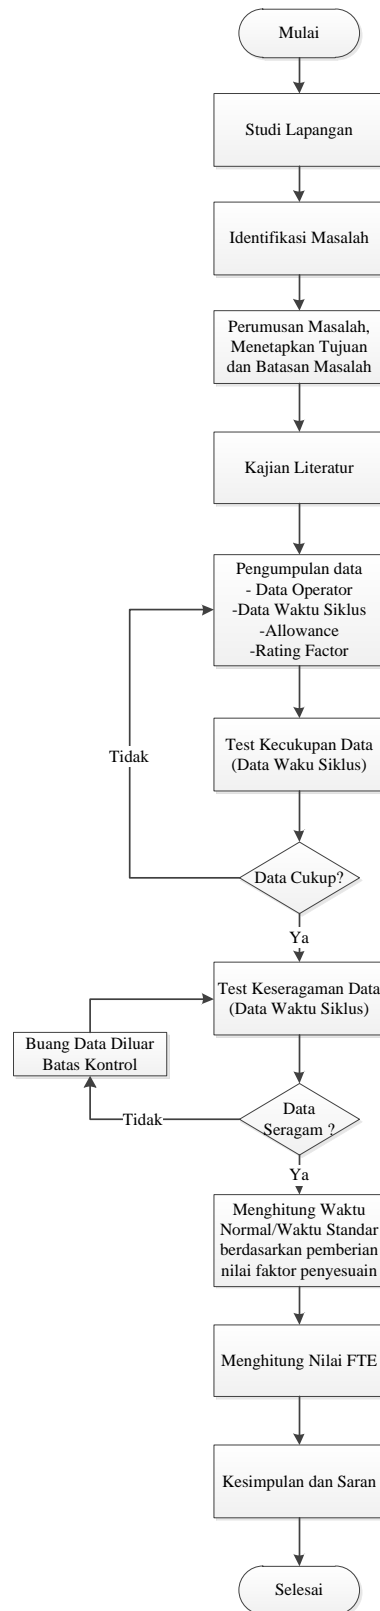 Mulai
Studi Lapangan
Identifikasi Masalah
Perumusan Masalah,
Menetapkan Tujuan
dan Batasan Masalah
Kajian Literatur
Pengumpulan data
- Data Operator
-Data Waktu Siklus
-Allowance
-Rating Factor
Test Kecukupan Data
(Data Waku Siklus)
Tidak
Data Cukup?
Ya
Test Keseragaman Data
(Data Waktu Siklus)
Buang Data Diluar
Batas Kontrol
Tidak
Data
Seragam ?
Ya
Menghitung Waktu
Normal/Waktu Standar
berdasarkan pemberian
nilai faktor penyesuain
Menghitung Nilai FTE
Kesimpulan dan Saran
Selesai